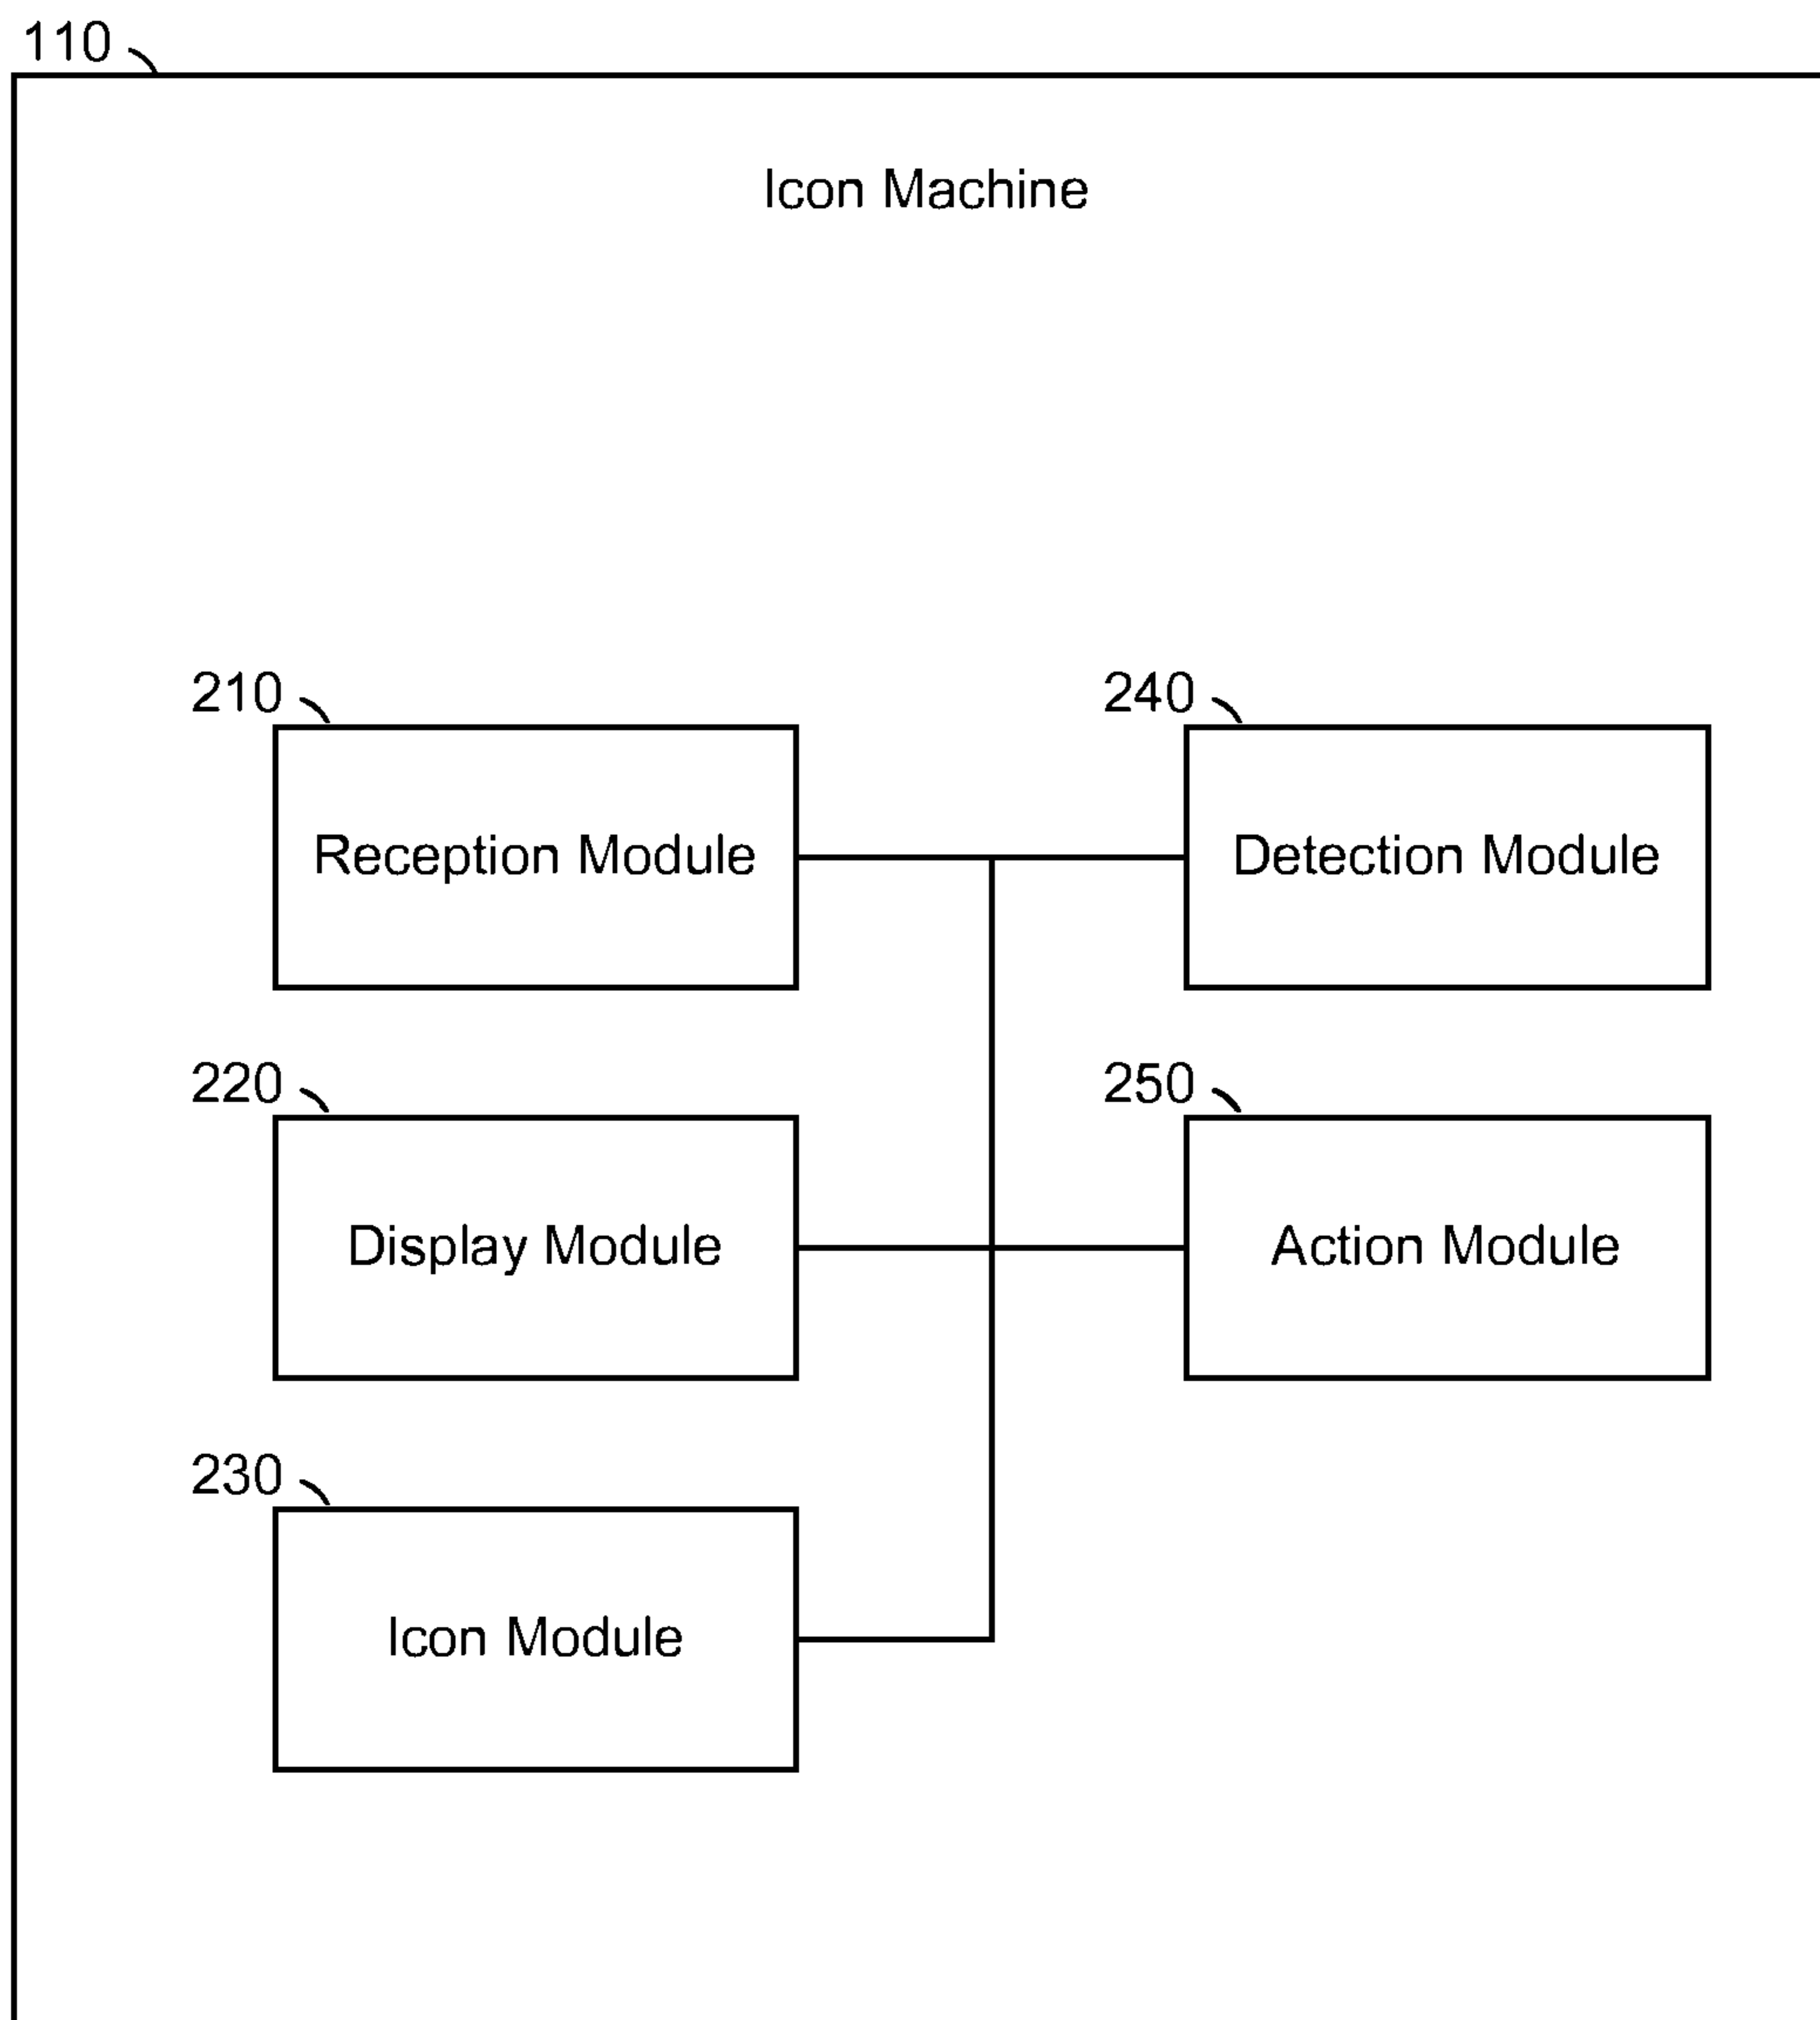 110
Icon Machine
210
Reception Module
240
Detection Module
220
Display Module
250
Action Module
230
Icon Module